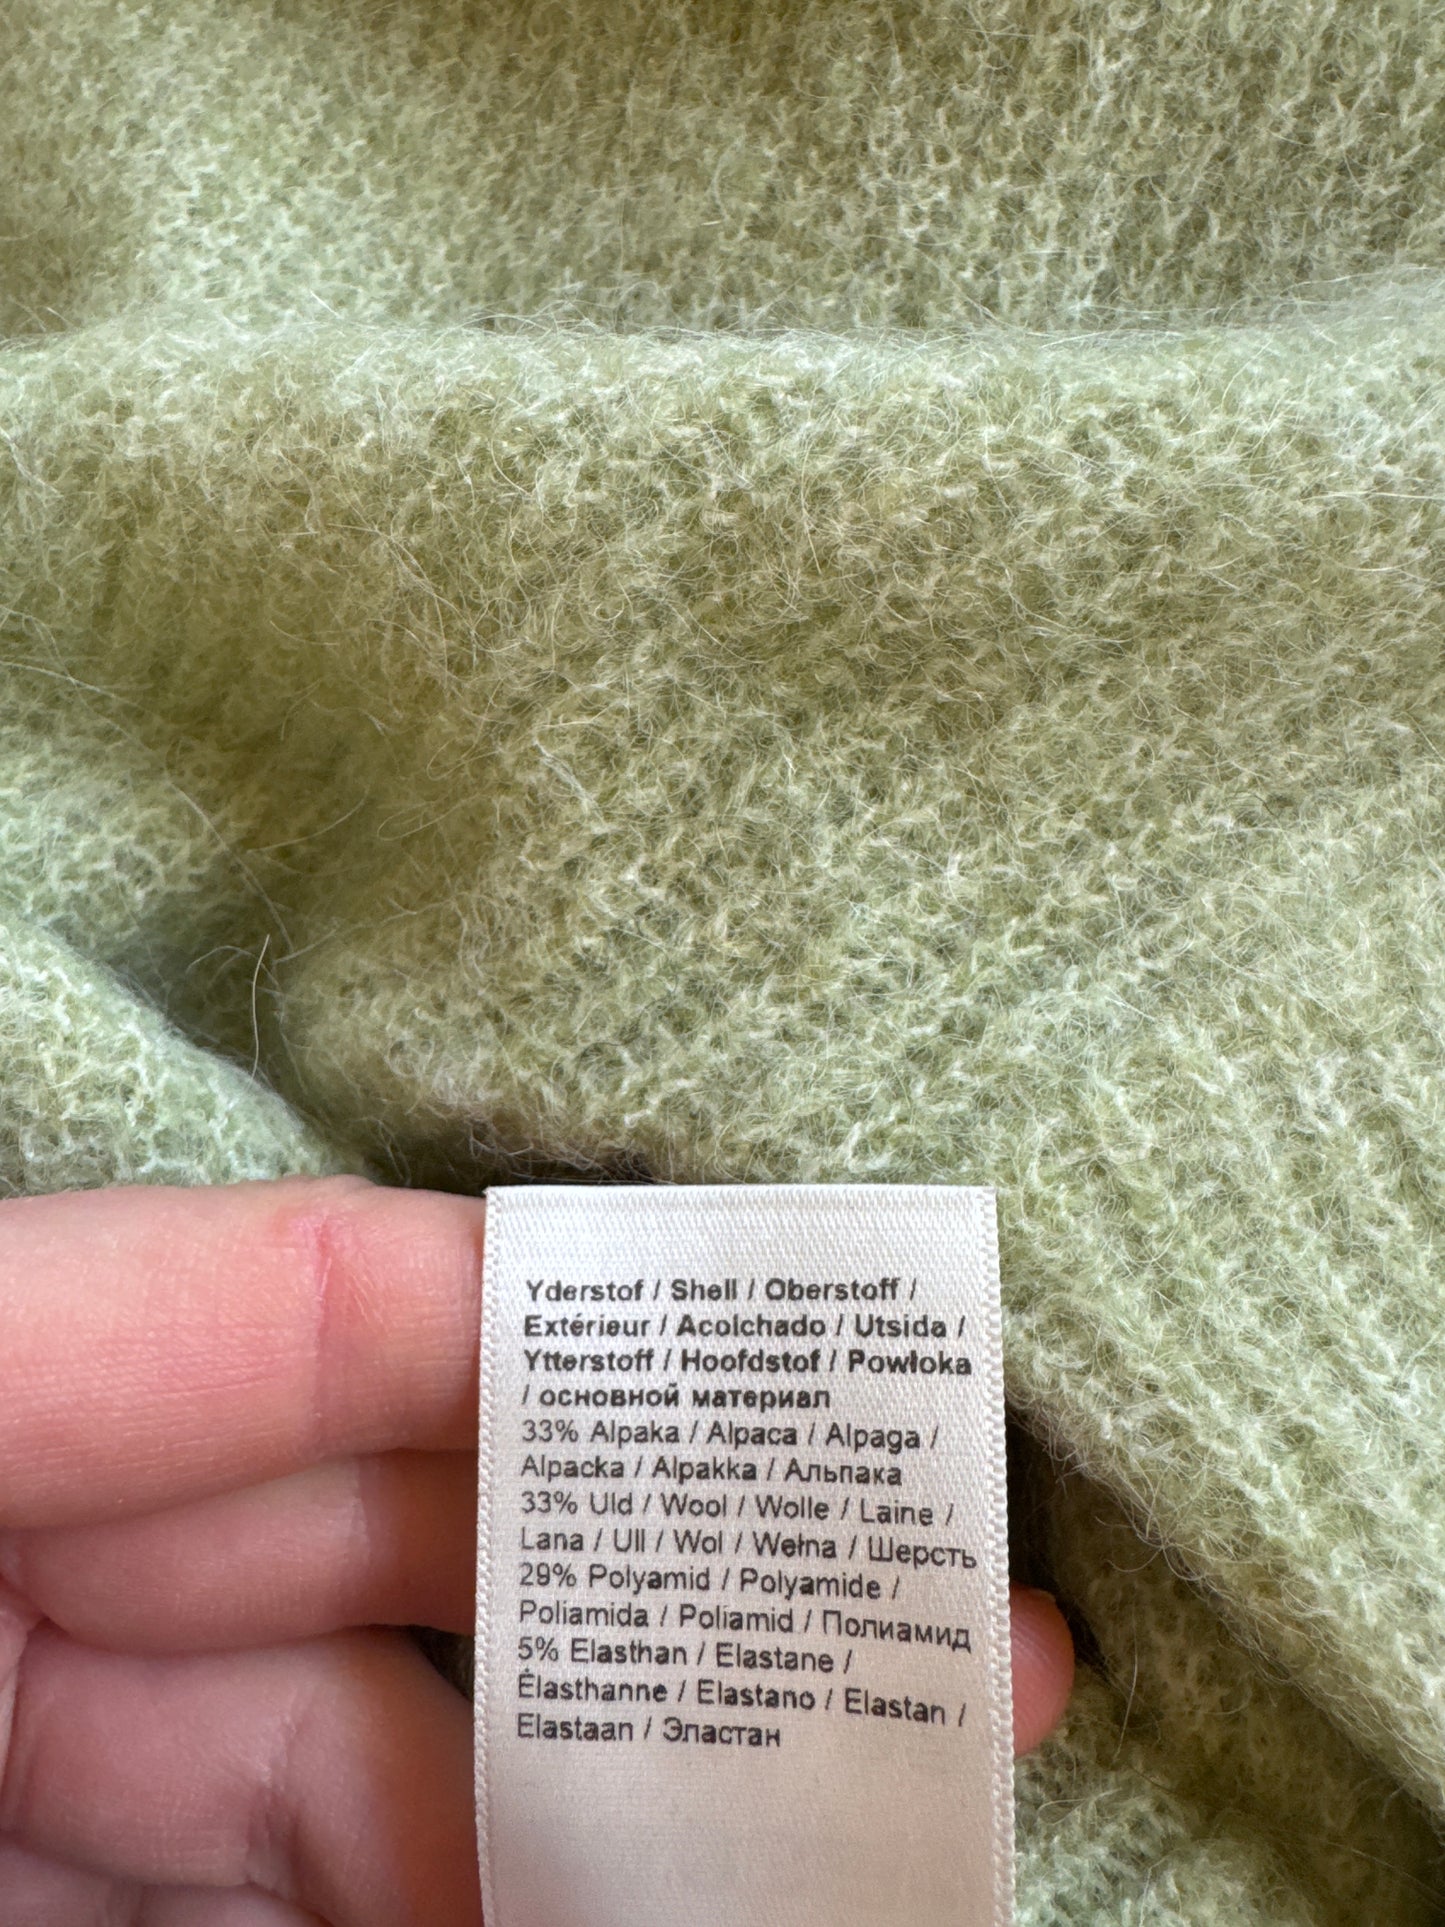 Yderstof / Shell / Oberstoff /
Extérieur / Acolchado / Utsida /
Ytterstoff / Hoofdstof / Powłoka
/ основной материал
33% Alpaka / Alpaca / Alpaga /
Alpacka / Alpakka / Альпака
33% Uld / Wool / Wolle / Laine /
Lana / Ull / Wol / Wełna / Шерсть
29% Polyamid / Polyamide /
Poliamida / Poliamid / Полиамид
5% Elasthan / Elastane /
Élasthanne / Elastano / Elastan /
Elastaan / Эластан